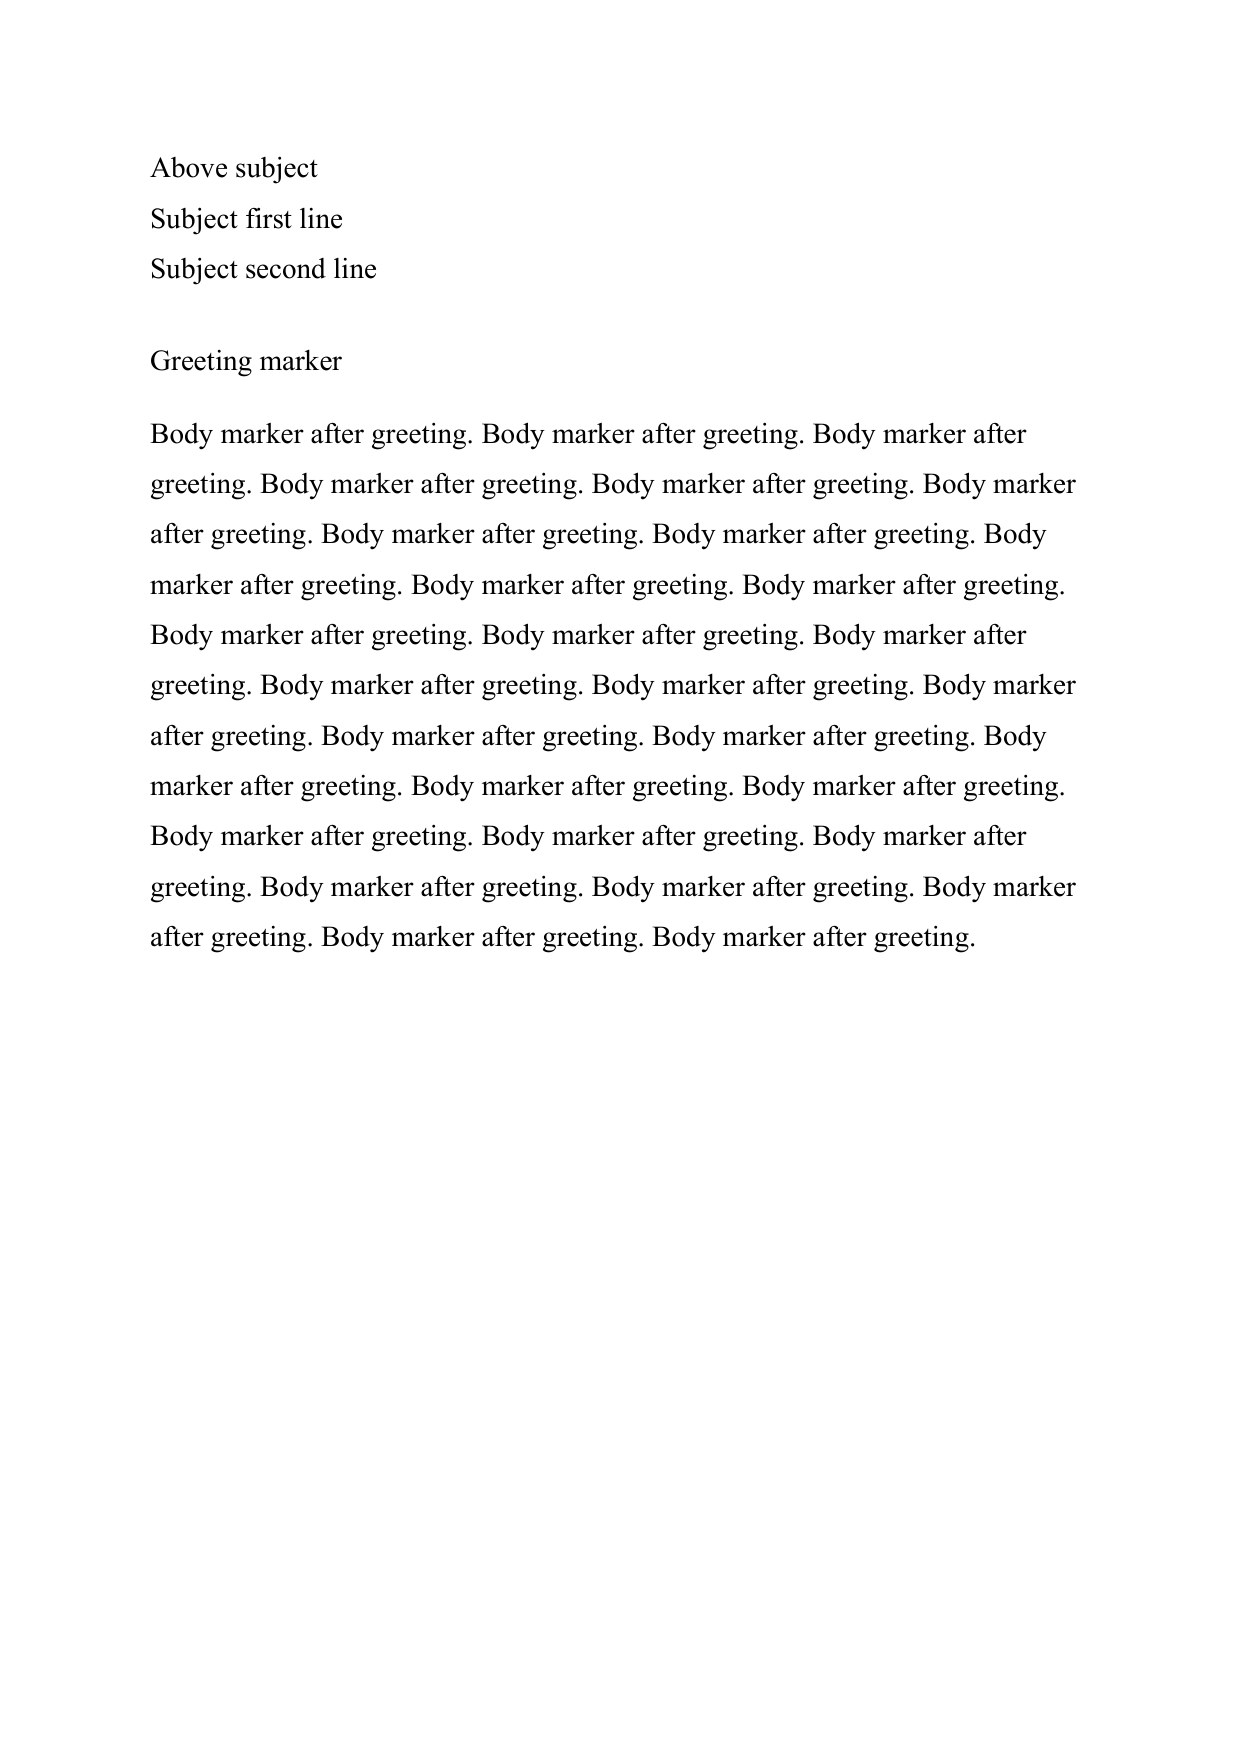 Above subject
Subject first line
Subject second line
Greeting marker
Body marker after greeting. Body marker after greeting. Body marker after
greeting. Body marker after greeting. Body marker after greeting. Body marker
after greeting. Body marker after greeting. Body marker after greeting. Body
marker after greeting. Body marker after greeting. Body marker after greeting.
Body marker after greeting. Body marker after greeting. Body marker after
greeting. Body marker after greeting. Body marker after greeting. Body marker
after greeting. Body marker after greeting. Body marker after greeting. Body
marker after greeting. Body marker after greeting. Body marker after greeting.
Body marker after greeting. Body marker after greeting. Body marker after
greeting. Body marker after greeting. Body marker after greeting. Body marker
after greeting. Body marker after greeting. Body marker after greeting.